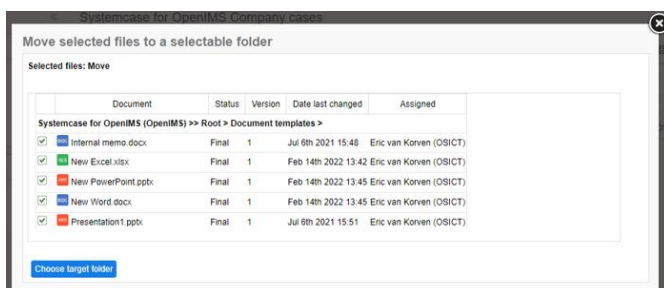 Systemcase for OpenIMS Company cases
Move selected files to a selectable folder
Selected files: Move
Document Status Version Date last changed Assigned
Systemcase for OpenIMS (OpenIMS) >> Root > Document templates >
Internal memo.docx Final 1 Jul 6th 2021 15:48 Eric van Korven (OSICT)
New Excel.xlsx Final 1 Feb 14th 2022 13:42 Eric van Korven (OSICT)
New PowerPoint.pptx Final 1 Feb 14th 2022 13:45 Eric van Korven (OSICT)
New Word.docx Final 1 Feb 14th 2022 13:45 Eric van Korven (OSICT)
Presentation1.pptx Final 1 Jul 6th 2021 15:51 Eric van Korven (OSICT)
Choose target folder